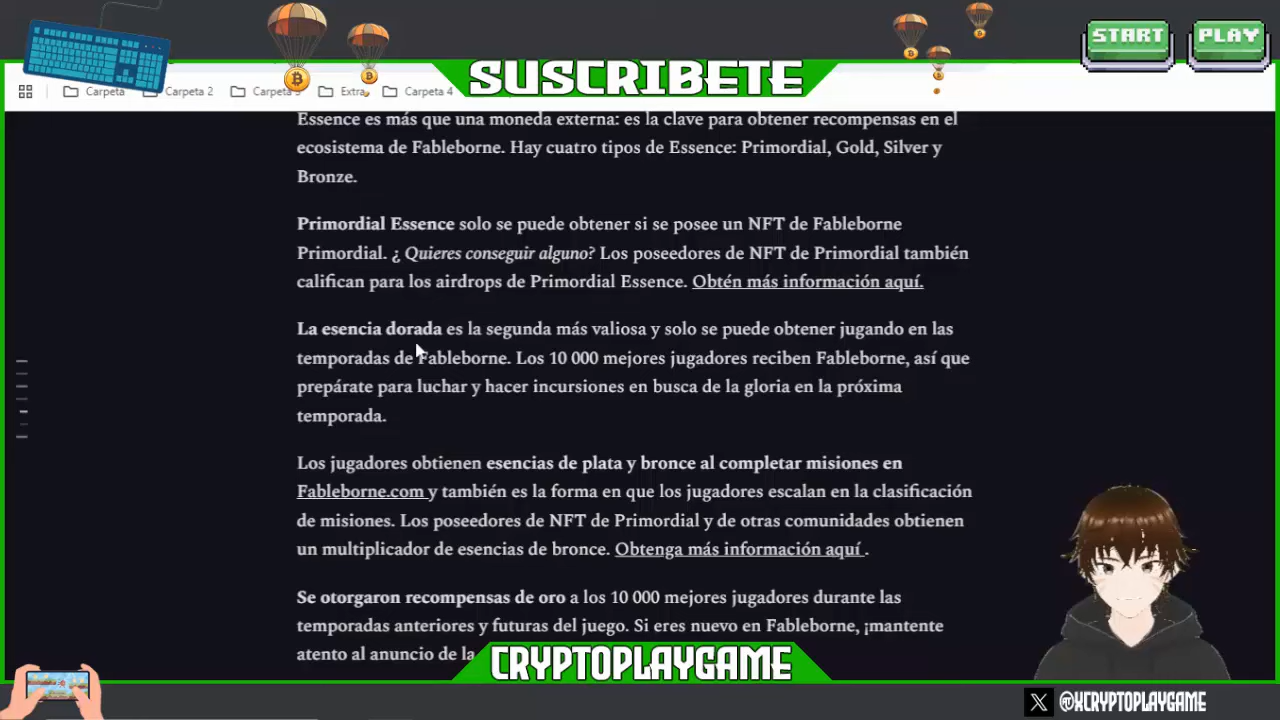 START
PLAY
SUSCRIBETE
Carpeta
Carpeta 2
Carpeta 3
Extra
Carpeta 4
Essence es más que una moneda externa: es la clave para obtener recompensas en el
ecosistema de Fableborne. Hay cuatro tipos de Essence: Primordial, Gold, Silver y
Bronze.
Primordial Essence solo se puede obtener si se posee un NFT de Fableborne
Primordial. ¿ Quieres conseguir alguno? Los poseedores de NFT de Primordial también
califican para los airdrops de Primordial Essence. Obtén más información aquí.
La esencia dorada es la segunda más valiosa y solo se puede obtener jugando en las
temporadas de Fableborne. Los 10 000 mejores jugadores reciben Fableborne, así que
prepárate para luchar y hacer incursiones en busca de la gloria en la próxima
temporada.
Los jugadores obtienen esencias de plata y bronce al completar misiones en
Fableborne.com y también es la forma en que los jugadores escalan en la clasificación
de misiones. Los poseedores de NFT de Primordial y de otras comunidades obtienen
un multiplicador de esencias de bronce. Obtenga más información aquí .
Se otorgaron recompensas de oro a los 10 000 mejores jugadores durante las
temporadas anteriores y futuras del juego. Si eres nuevo en Fableborne, ¡mantente
atento al anuncio de la
CRYPTOPLAYGAME
@XCRYPTOPLAYGAME